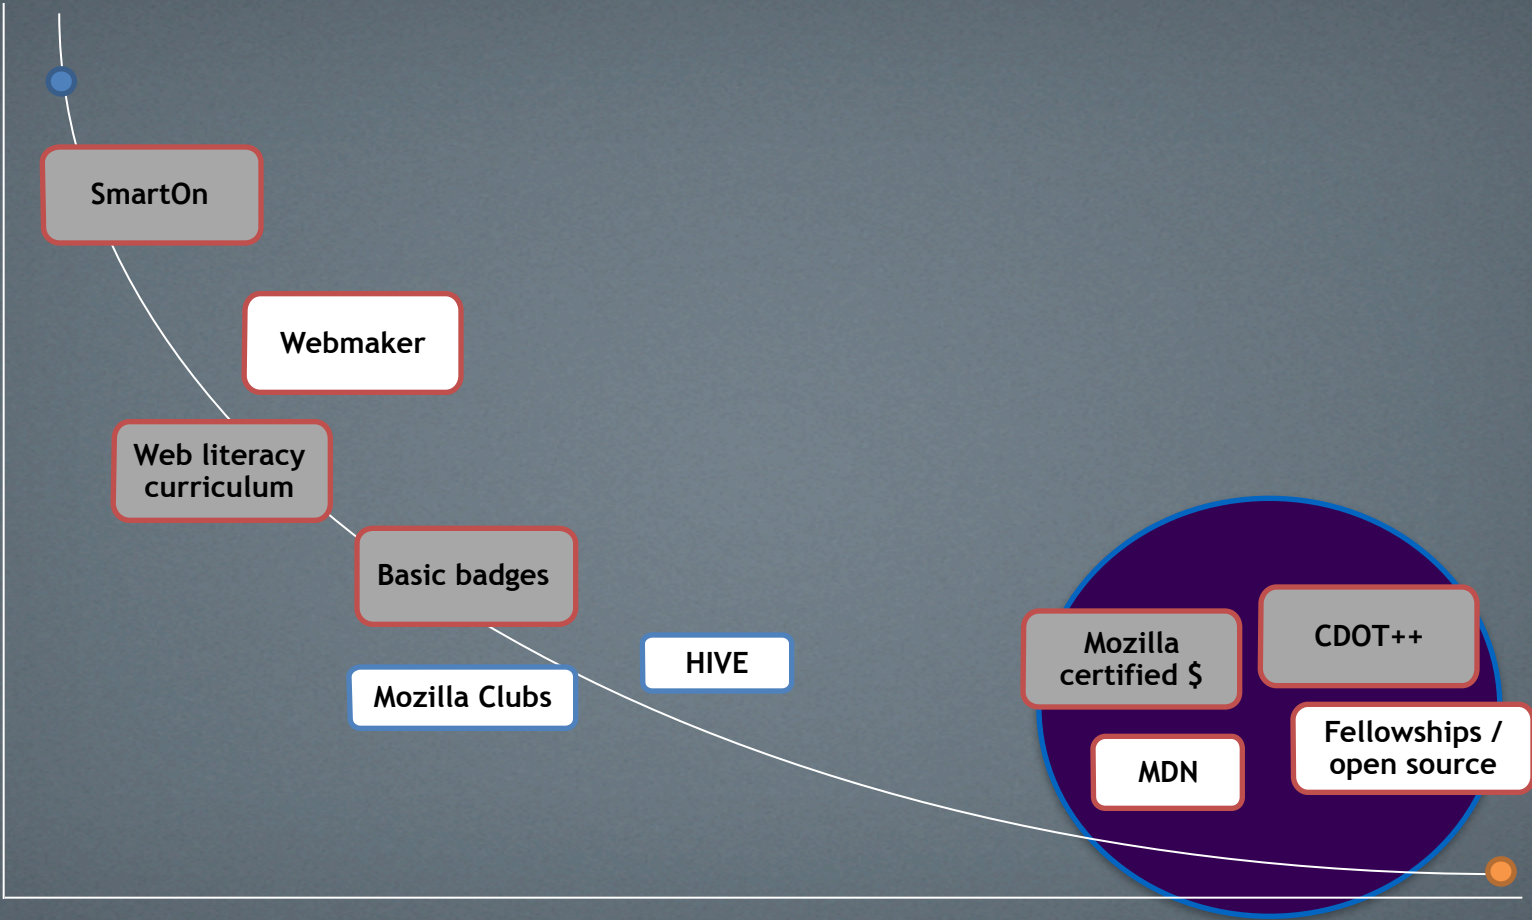 SmartOn
Webmaker
Web literacy
curriculum
Basic badges
Mozilla Clubs
HIVE
Mozilla
certified $
CDOT++
MDN
Fellowships /
open source